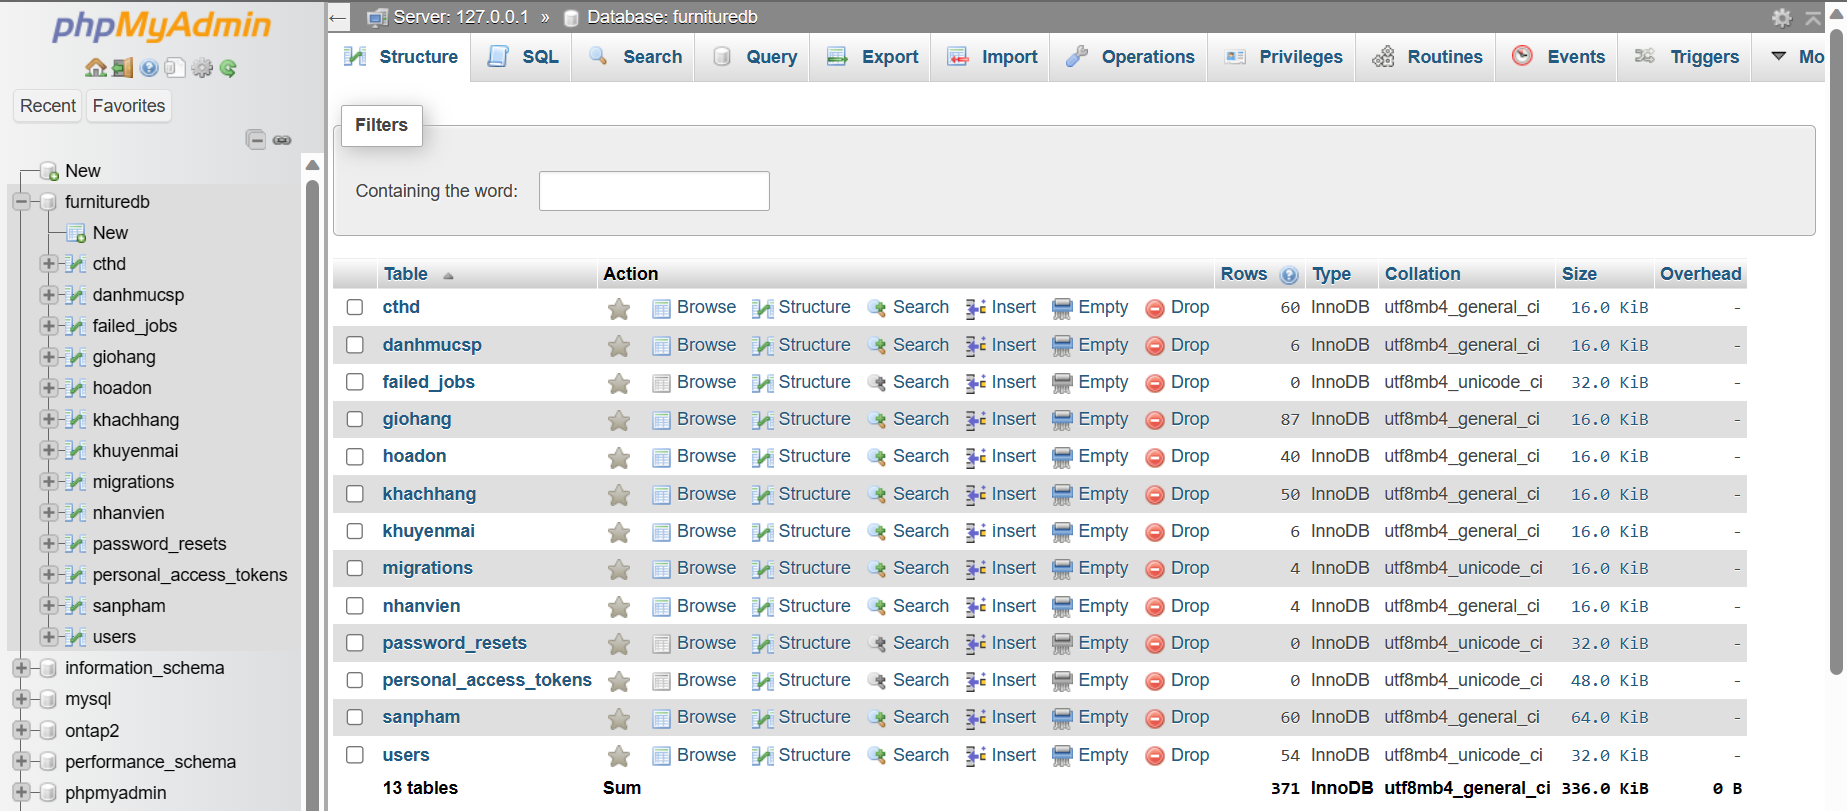 phpMyAdmin
Recent Favorites
New
furnituredb
New
cthd
danhmucsp
failed_jobs
giohang
hoadon
khachhang
khuyenmai
migrations
nhanvien
password_resets
personal_access_tokens
sanpham
users
information_schema
mysql
ontap2
performance_schema
phpmyadmin
Server: 127.0.0.1 » Database: furnituredb
Structure SQL Search Query Export Import Operations Privileges Routines Events Triggers Mo
Filters
Containing the word:
Table Action Rows Type Collation Size Overhead
cthd Browse Structure Search Insert Empty Drop 60 InnoDB utf8mb4_general_ci 16.0 KiB -
danhmucsp Browse Structure Search Insert Empty Drop 6 InnoDB utf8mb4_general_ci 16.0 KiB -
failed_jobs Browse Structure Search Insert Empty Drop 0 InnoDB utf8mb4_unicode_ci 32.0 KiB -
giohang Browse Structure Search Insert Empty Drop 87 InnoDB utf8mb4_general_ci 16.0 KiB -
hoadon Browse Structure Search Insert Empty Drop 40 InnoDB utf8mb4_general_ci 16.0 KiB -
khachhang Browse Structure Search Insert Empty Drop 50 InnoDB utf8mb4_general_ci 16.0 KiB -
khuyenmai Browse Structure Search Insert Empty Drop 6 InnoDB utf8mb4_general_ci 16.0 KiB -
migrations Browse Structure Search Insert Empty Drop 4 InnoDB utf8mb4_unicode_ci 16.0 KiB -
nhanvien Browse Structure Search Insert Empty Drop 4 InnoDB utf8mb4_general_ci 16.0 KiB -
password_resets Browse Structure Search Insert Empty Drop 0 InnoDB utf8mb4_unicode_ci 32.0 KiB -
personal_access_tokens Browse Structure Search Insert Empty Drop 0 InnoDB utf8mb4_unicode_ci 48.0 KiB -
sanpham Browse Structure Search Insert Empty Drop 60 InnoDB utf8mb4_general_ci 64.0 KiB -
users Browse Structure Search Insert Empty Drop 54 InnoDB utf8mb4_unicode_ci 32.0 KiB -
13 tables Sum 371 InnoDB utf8mb4_general_ci 336.0 KiB 0 B